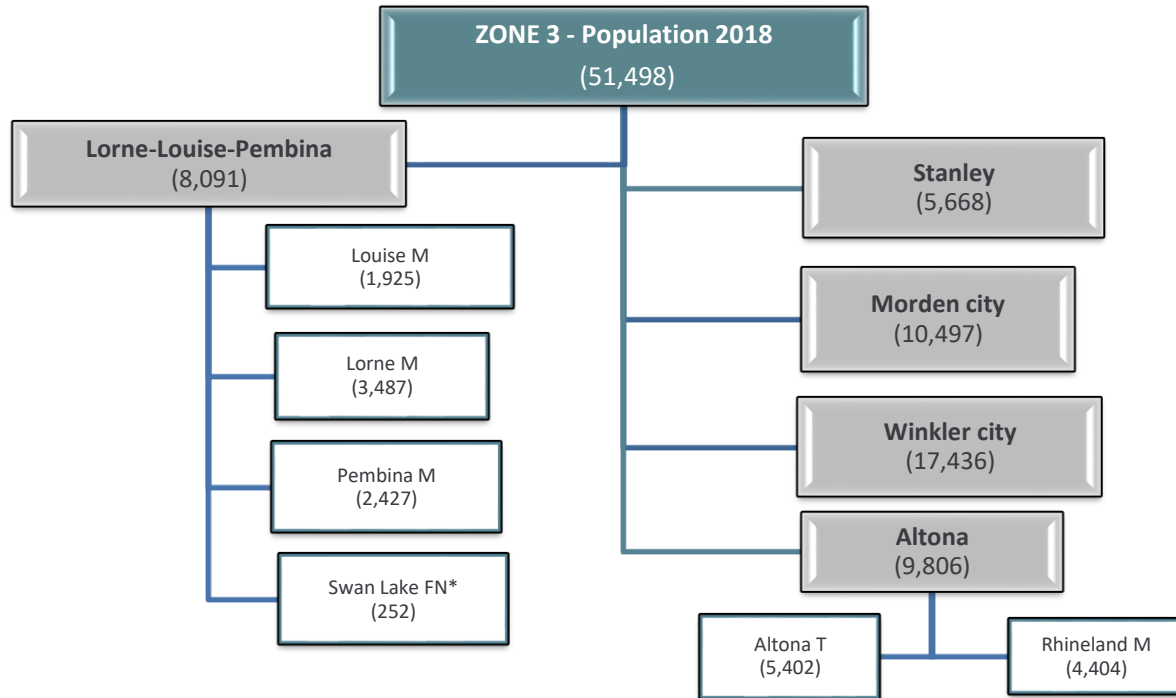 ZONE 3 - Population 2018
(51,498)
Lorne-Louise-Pembina
(8,091)
Louise M
(1,925)
Lorne M
(3,487)
Pembina M
(2,427)
Swan Lake FN*
(252)
Stanley
(5,668)
Morden city
(10,497)
Winkler city
(17,436)
Altona
(9,806)
Altona T
(5,402)
Rhineland M
(4,404)